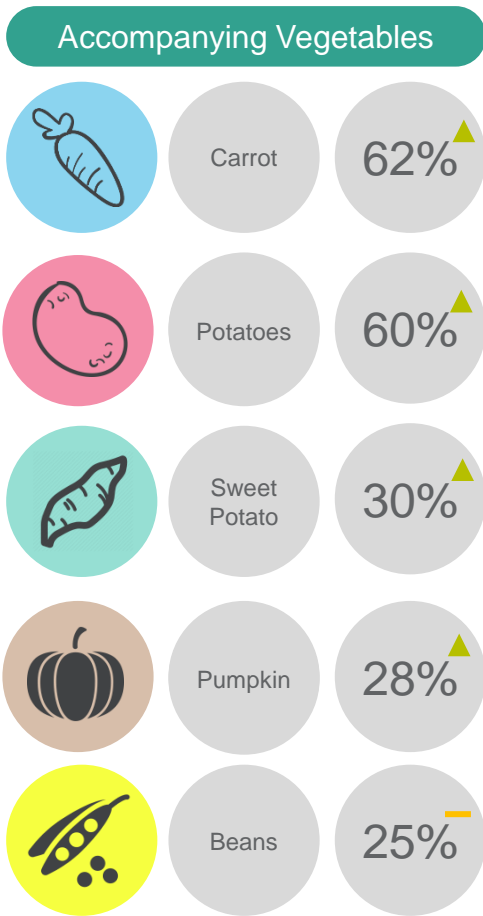 Accompanying Vegetables
Carrot
62%
Potatoes
60%
Sweet
Potato
30%
Pumpkin
28%
Beans
25%